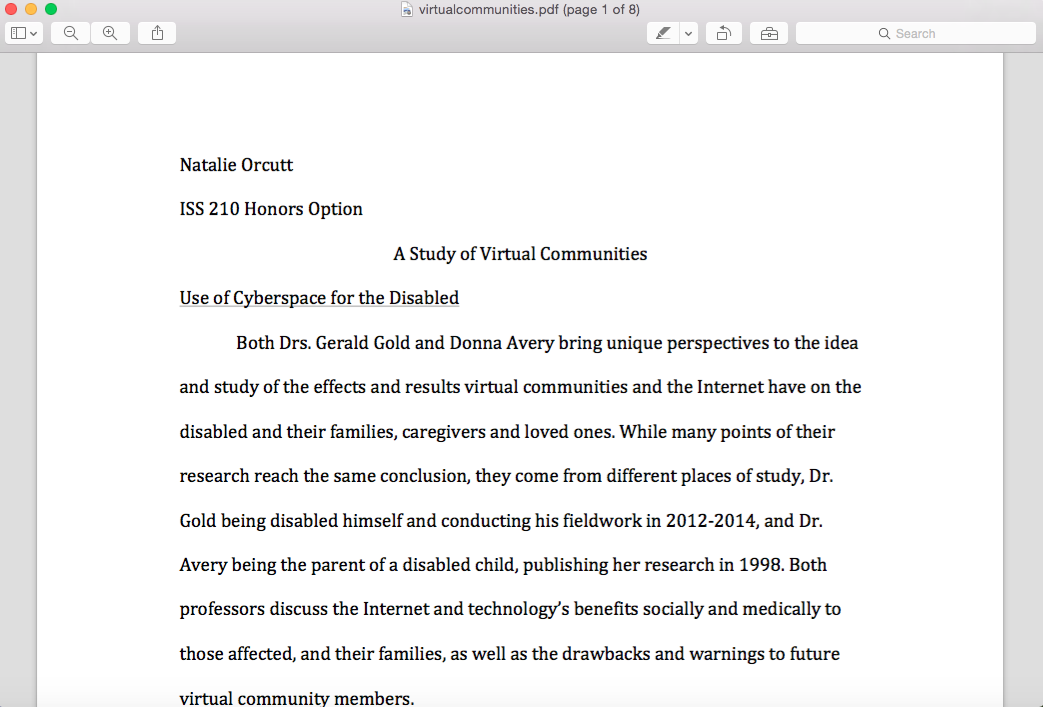 virtualcommunities.pdf (page 1 of 8)
Search
Natalie Orcutt
ISS 210 Honors Option
A Study of Virtual Communities
Use of Cyberspace for the Disabled
Both Drs. Gerald Gold and Donna Avery bring unique perspectives to the idea
and study of the effects and results virtual communities and the Internet have on the
disabled and their families, caregivers and loved ones. While many points of their
research reach the same conclusion, they come from different places of study, Dr.
Gold being disabled himself and conducting his fieldwork in 2012-2014, and Dr.
Avery being the parent of a disabled child, publishing her research in 1998. Both
professors discuss the Internet and technology’s benefits socially and medically to
those affected, and their families, as well as the drawbacks and warnings to future
virtual community members.